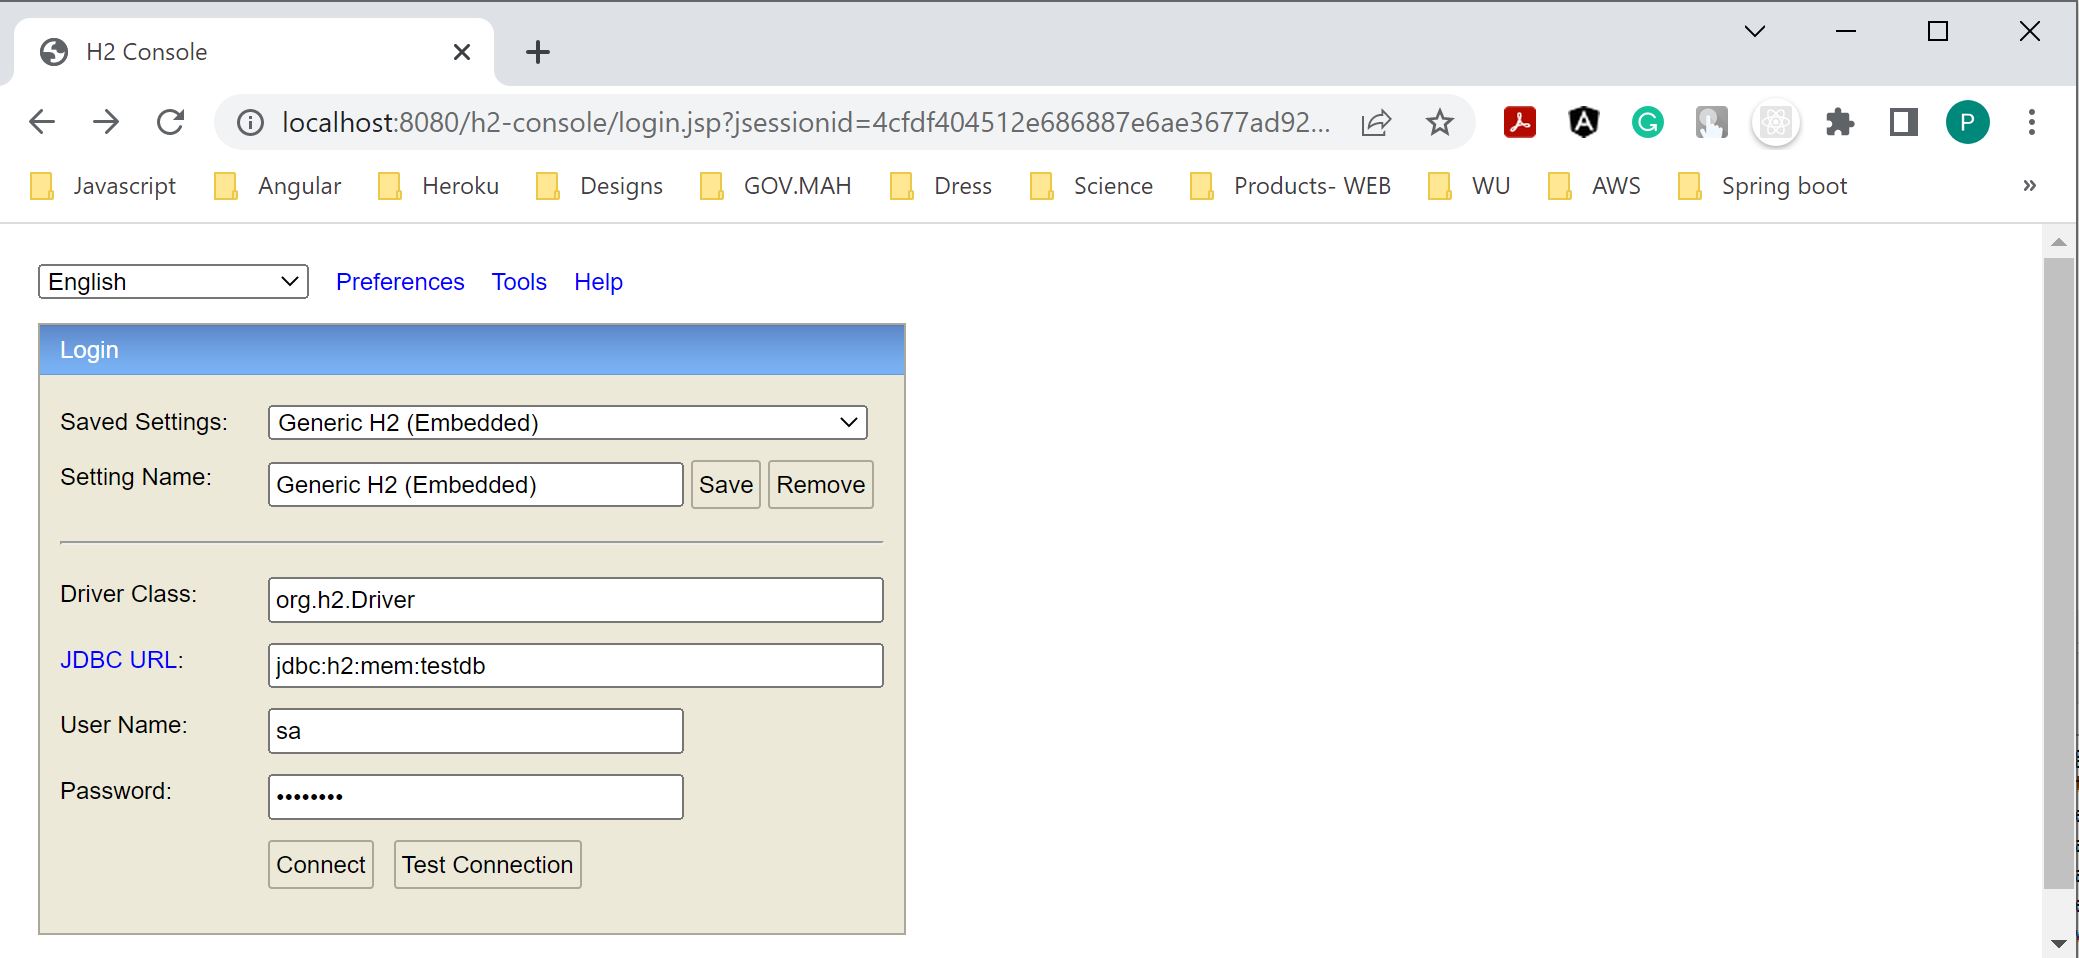 H2 Console
localhost:8080/h2-console/login.jsp?jsessionid=4cfdf404512e686887e6ae3677ad92...
P
Javascript Angular Heroku Designs GOV.MAH Dress Science Products- WEB WU AWS Spring boot »
English Preferences Tools Help
Login
Saved Settings: Generic H2 (Embedded)
Setting Name: Generic H2 (Embedded) Save Remove
Driver Class: org.h2.Driver
JDBC URL: jdbc:h2:mem:testdb
User Name: sa
Password: ••••••••
Connect Test Connection